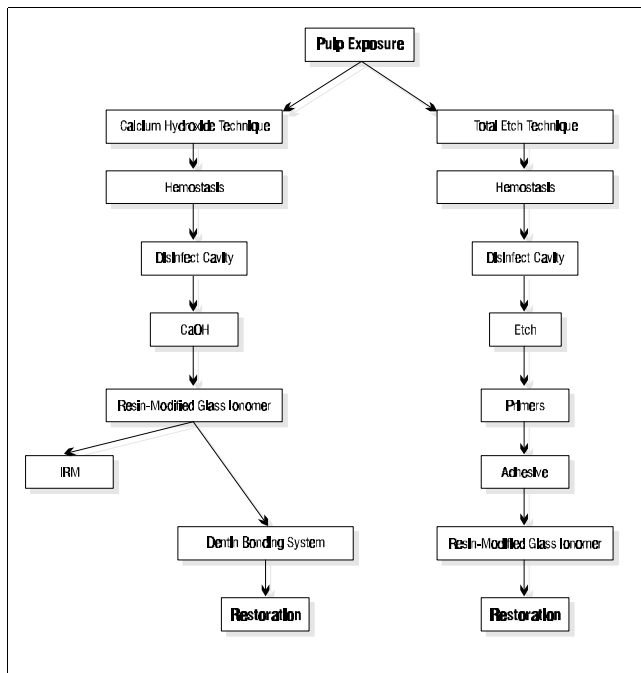 Pulp Exposure
Calcium Hydroxide Technique
Total Etch Technique
Hemostasis
Hemostasis
Disinfect Cavity
Disinfect Cavity
CaOH
Etch
Resin-Modified Glass Ionomer
Primers
IRM
Adhesive
Dentin Bonding System
Resin-Modified Glass Ionomer
Restoration
Restoration